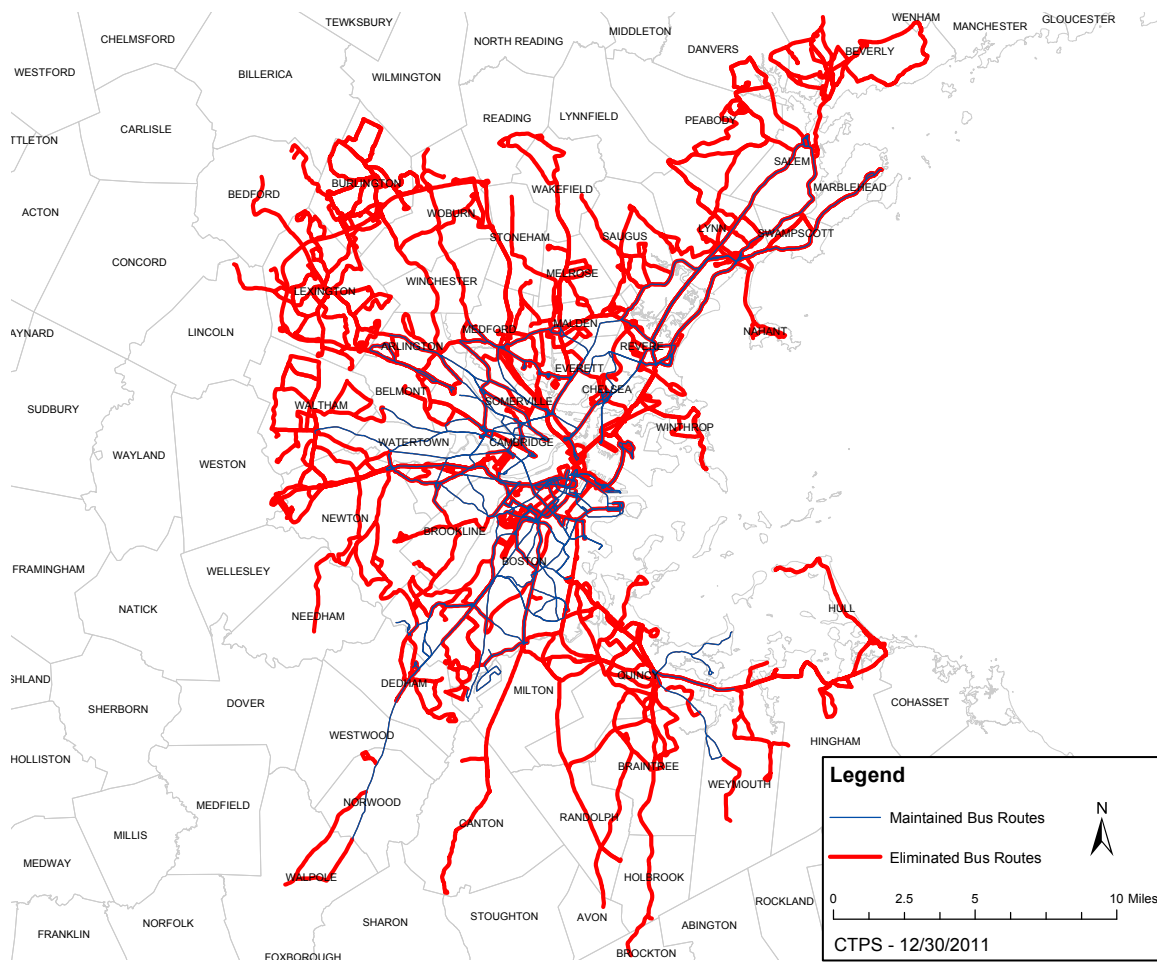 TEWKSBURY
WENHAM
GLOUCESTER
MANCHESTER
CHELMSFORD
NORTH READING
MIDDLETON
DANVERS
BEVERLY
WESTFORD
BILLERICA
WILMINGTON
READING
LYNNFIELD
PEABODY
CARLISLE
TTLETON
SALEM
BURLINGTON
BEDFORD
WAKEFIELD
MARBLEHEAD
ACTON
WOBURN
STONEHAM
SAUGUS
LYNN
SWAMPSCOTT
CONCORD
MELROSE
WINCHESTER
LEXINGTON
LINCOLN
AYNARD
MEDFORD
MALDEN
NAHANT
ARLINGTON
REVERE
EVERETT
BELMONT
CHELSEA
SUDBURY
WALTHAM
SOMERVILLE
WINTHROP
WATERTOWN
CAMBRIDGE
WAYLAND
WESTON
NEWTON
BROOKLINE
BOSTON
FRAMINGHAM
WELLESLEY
NATICK
NEEDHAM
HULL
SHLAND
SHERBORN
DOVER
DEDHAM
MILTON
QUINCY
COHASSET
WESTWOOD
HINGHAM
HOLLISTON
BRAINTREE
WEYMOUTH
MEDFIELD
NORWOOD
CANTON
RANDOLPH
MILLIS
MEDWAY
WALPOLE
HOLBROOK
ROCKLAND
NORFOLK
SHARON
STOUGHTON
AVON
ABINGTON
FRANKLIN
FOXBOROUGH
BROCKTON
Legend
Maintained Bus Routes
Eliminated Bus Routes
N
0 2.5 5 10 Miles
CTPS - 12/30/2011